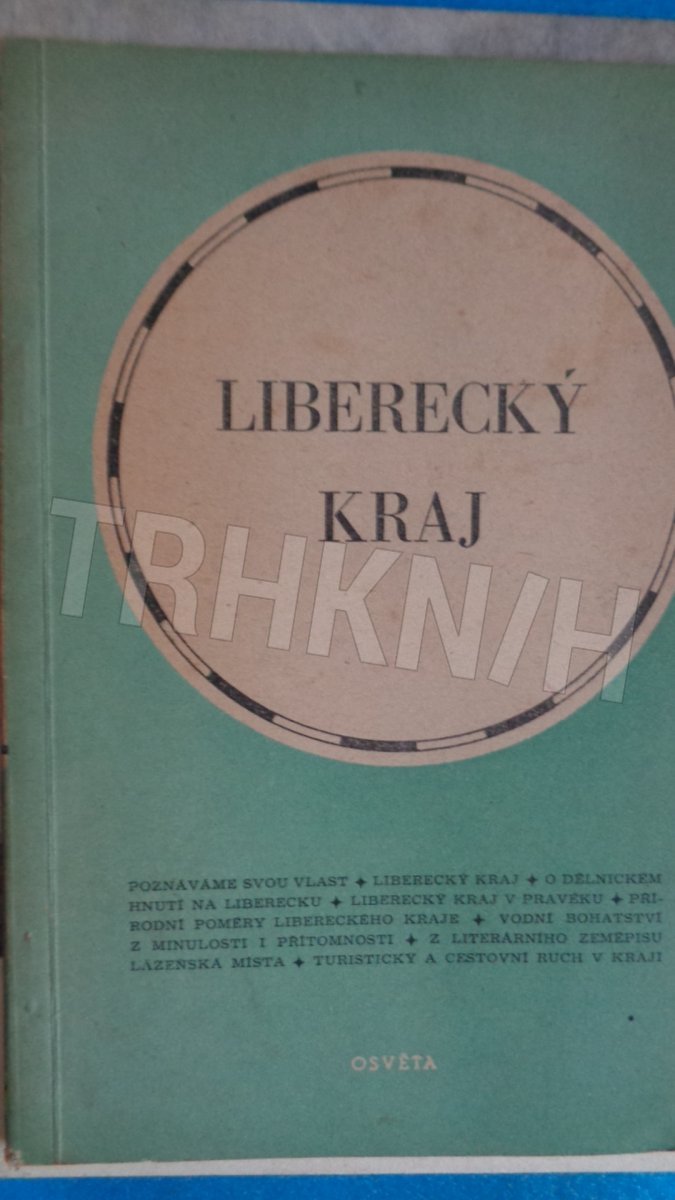 LIBERECKÝ
KRAJ
TRHKNIH
POZNÁVÁME SVOU VLAST ✦ LIBERECKÝ KRAJ ✦ O DĚLNICKÉM
HNUTÍ NA LIBERECKU ✦ LIBERECKÝ KRAJ V PRAVĚKU ✦ PŘÍ-
RODNÍ POMĚRY LIBERECKÉHO KRAJE ✦ VODNÍ BOHATSTVÍ
Z MINULOSTI I PŘÍTOMNOSTI ✦ Z LITERÁRNÍHO ZEMĚPISU
LÁZEŇSKÁ MÍSTA ✦ TURISTICKÝ A CESTOVNÍ RUCH V KRAJI
OSVĚTA